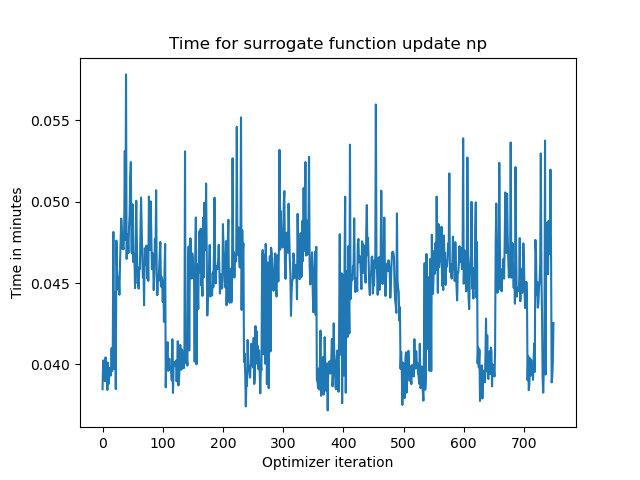 Time for surrogate function update np
Time in minutes
0.055
0.050
0.045
0.040
0 100 200 300 400 500 600 700
Optimizer iteration